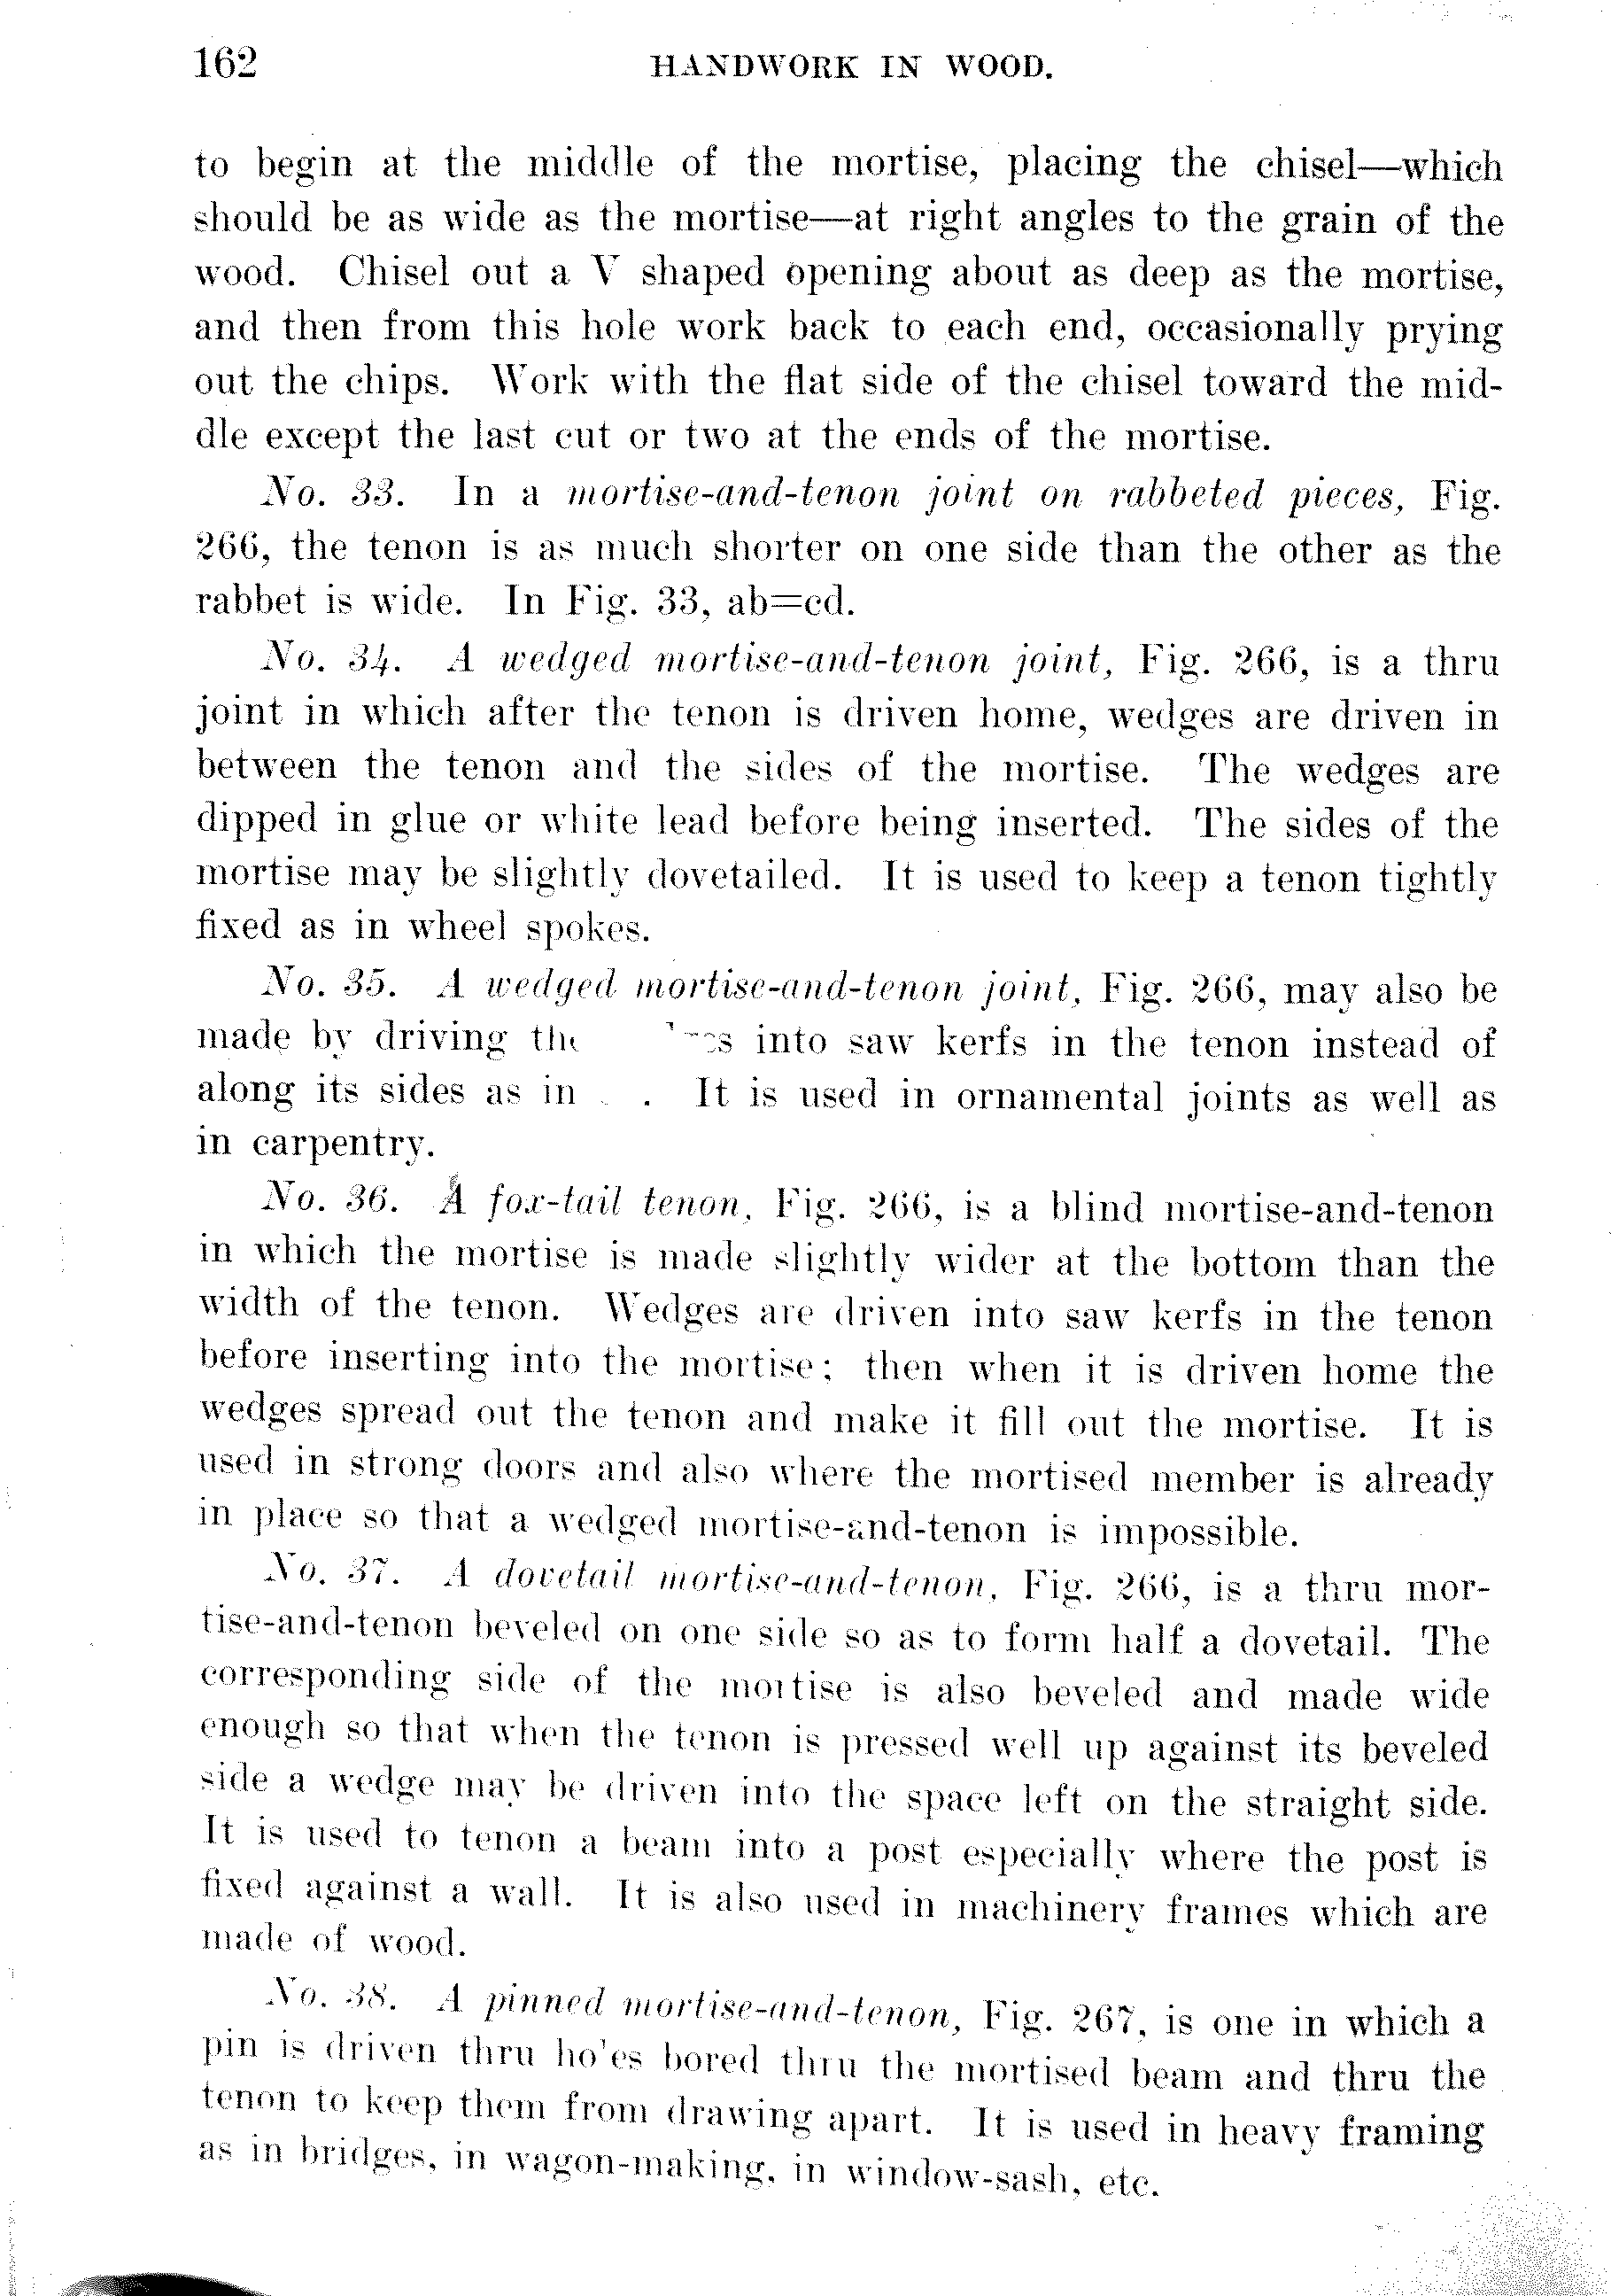 162
HANDWORK IN WOOD.
to begin at the middle of the mortise, placing the chisel—which
should be as wide as the mortise—at right angles to the grain of the
wood. Chisel out a V shaped opening about as deep as the mortise,
and then from this hole work back to each end, occasionally prying
out the chips. Work with the flat side of the chisel toward the mid-
dle except the last cut or two at the ends of the mortise.
No. 33. In a mortise-and-tenon joint on rabbeted pieces, Fig.
266, the tenon is as much shorter on one side than the other as the
rabbet is wide. In Fig. 33, ab=cd.
No. 34. A wedged mortise-and-tenon joint, Fig. 266, is a thru
joint in which after the tenon is driven home, wedges are driven in
between the tenon and the sides of the mortise. The wedges are
dipped in glue or white lead before being inserted. The sides of the
mortise may be slightly dovetailed. It is used to keep a tenon tightly
fixed as in wheel spokes.
No. 35. A wedged mortise-and-tenon joint, Fig. 266, may also be
made by driving into saw kerfs in the tenon instead of
along its sides as in . It is used in ornamental joints as well as
in carpentry.
No. 36. A fox-tail tenon, Fig. 266, is a blind mortise-and-tenon
in which the mortise is made slightly wider at the bottom than the
width of the tenon. Wedges are driven into saw kerfs in the tenon
before inserting into the mortise; then when it is driven home the
wedges spread out the tenon and make it fill out the mortise. It is
used in strong doors and also where the mortised member is already
in place so that a wedged mortise-and-tenon is impossible.
No. 37. A dovetail mortise-and-tenon, Fig. 266, is a thru mor-
tise-and-tenon beveled on one side so as to form half a dovetail. The
corresponding side of the mortise is also beveled and made wide
enough so that when the tenon is pressed well up against its beveled
side a wedge may be driven into the space left on the straight side.
It is used to tenon a beam into a post especially where the post is
fixed against a wall. It is also used in machinery frames which are
made of wood.
No. 38. A pinned mortise-and-tenon, Fig. 267, is one in which a
pin is driven thru holes bored thru the mortised beam and thru the
tenon to keep them from drawing apart. It is used in heavy framing
as in bridges, in wagon-making, in window-sash, etc.